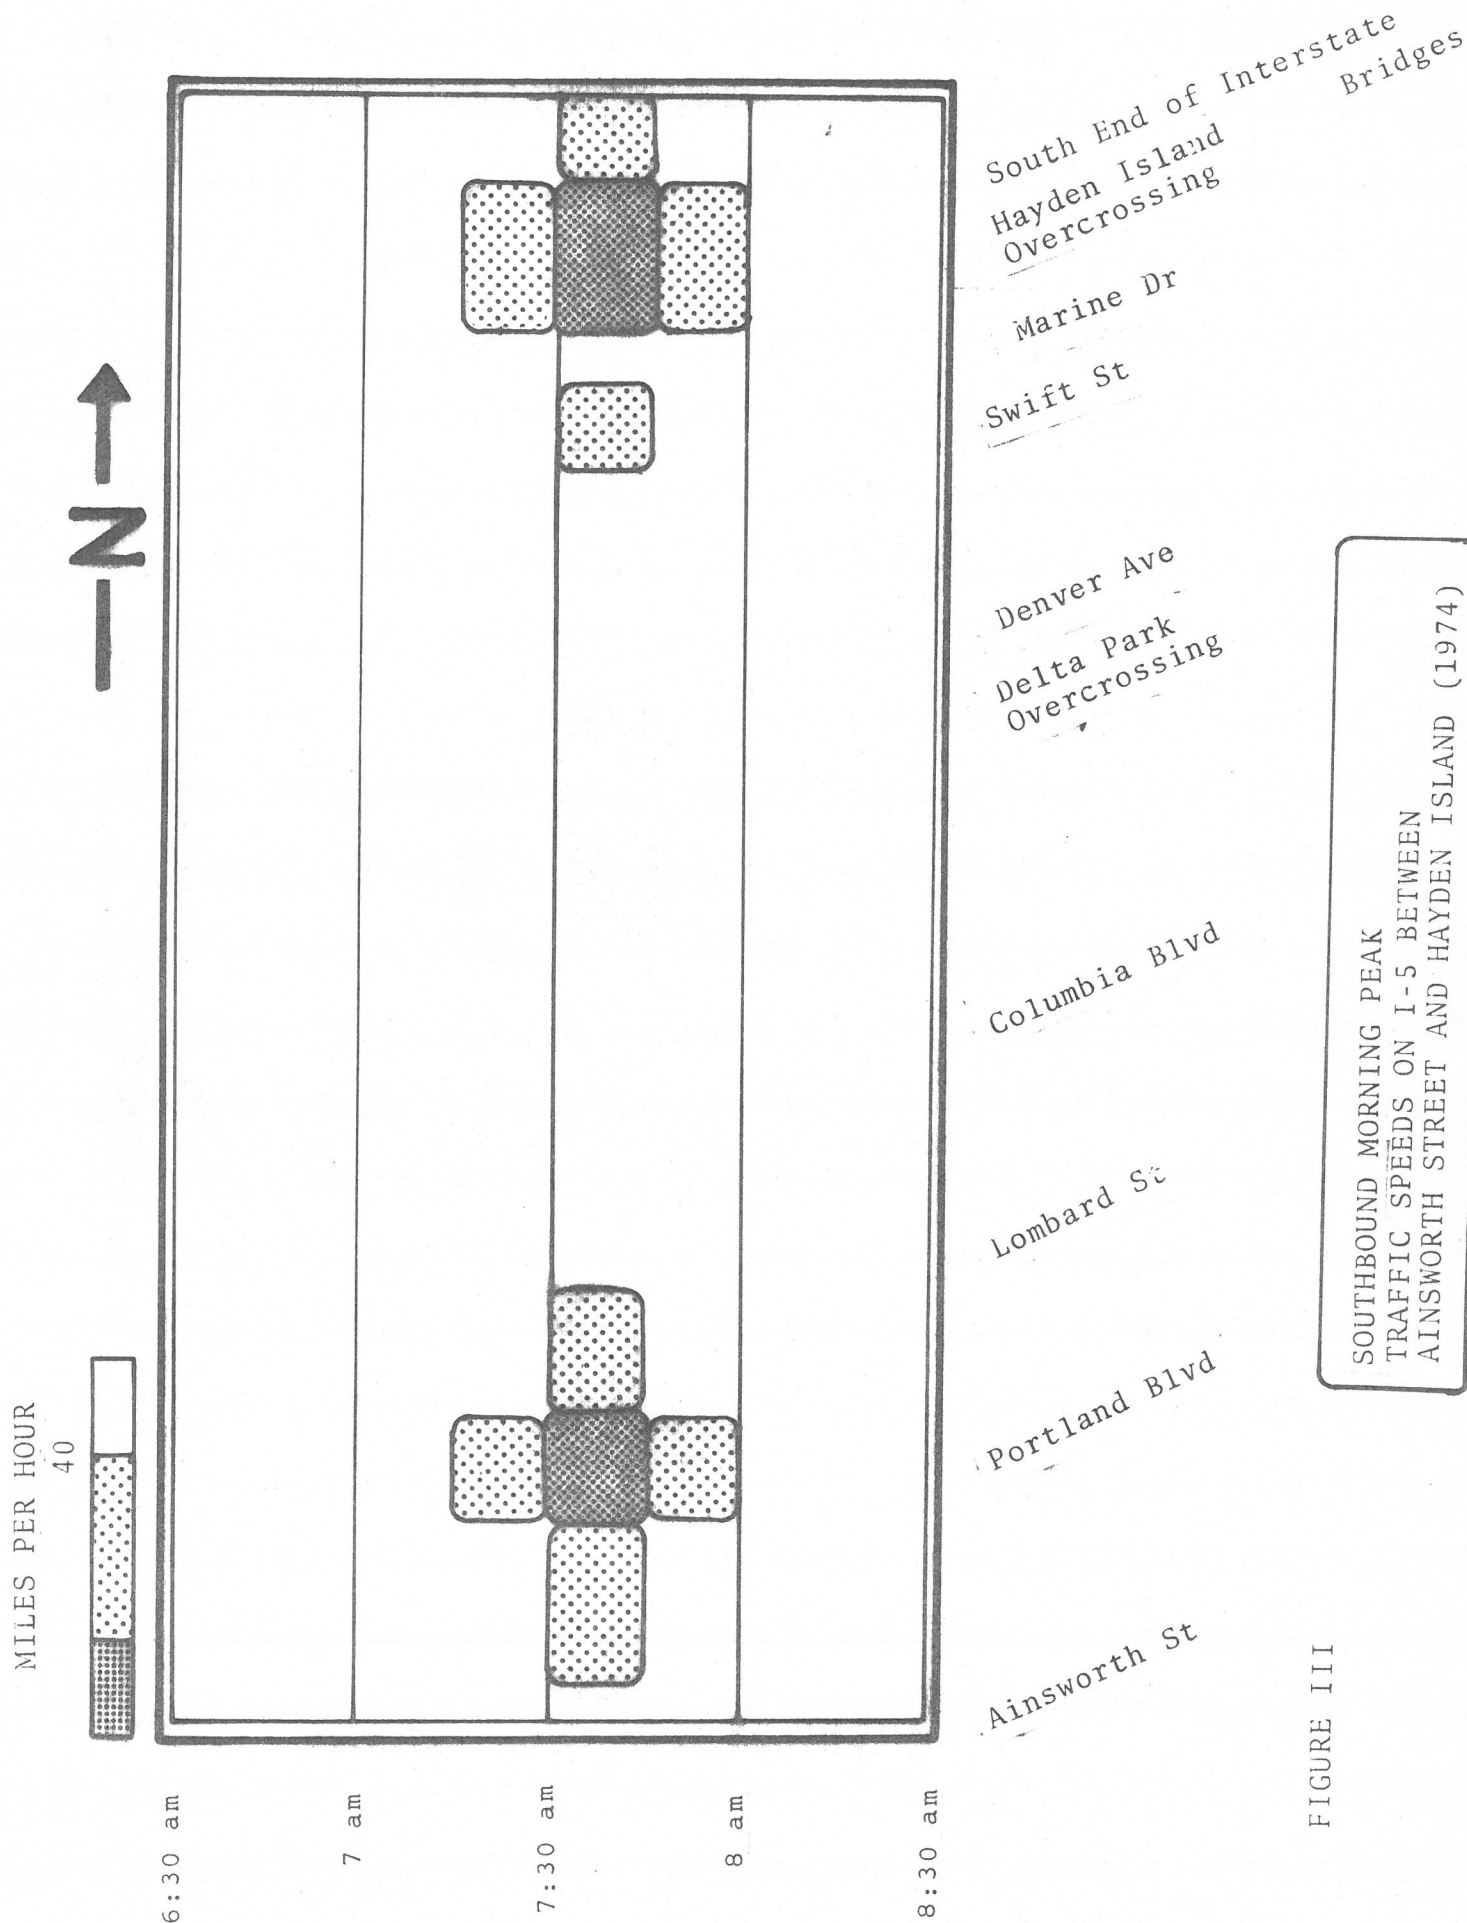 MILES PER HOUR
40
N
6:30 am
7 am
7:30 am
8 am
8:30 am
Ainsworth St
Portland Blvd
Lombard St
Columbia Blvd
Delta Park
Overcrossing
Denver Ave
Swift St
Marine Dr
Hayden Island
Overcrossing
South End of Interstate
Bridges
FIGURE III
SOUTHBOUND MORNING PEAK
TRAFFIC SPEEDS ON I-5 BETWEEN
AINSWORTH STREET AND HAYDEN ISLAND (1974)